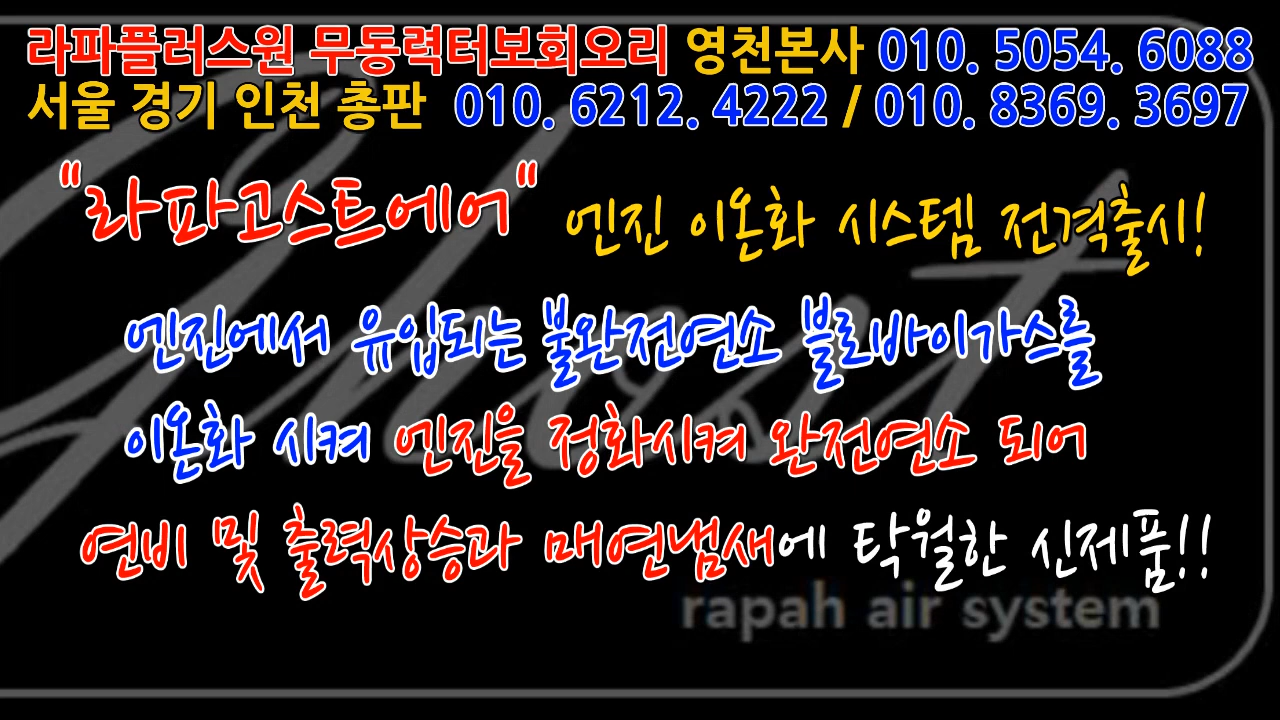 라파플러스원 무동력터보회오리 영천본사 010. 5054. 6088
서울 경기 인천 총판 010. 6212. 4222 / 010. 8369. 3697
"라파고스트에어" 엔진 이온화 시스템 전격출시!
엔진에서 유입되는 불완전연소 블로바이가스를
이온화 시켜 엔진을 정화시켜 완전연소 되어
연비 및 출력상승과 매연냄새에 탁월한 신제품!!
Ghost
rapah air system